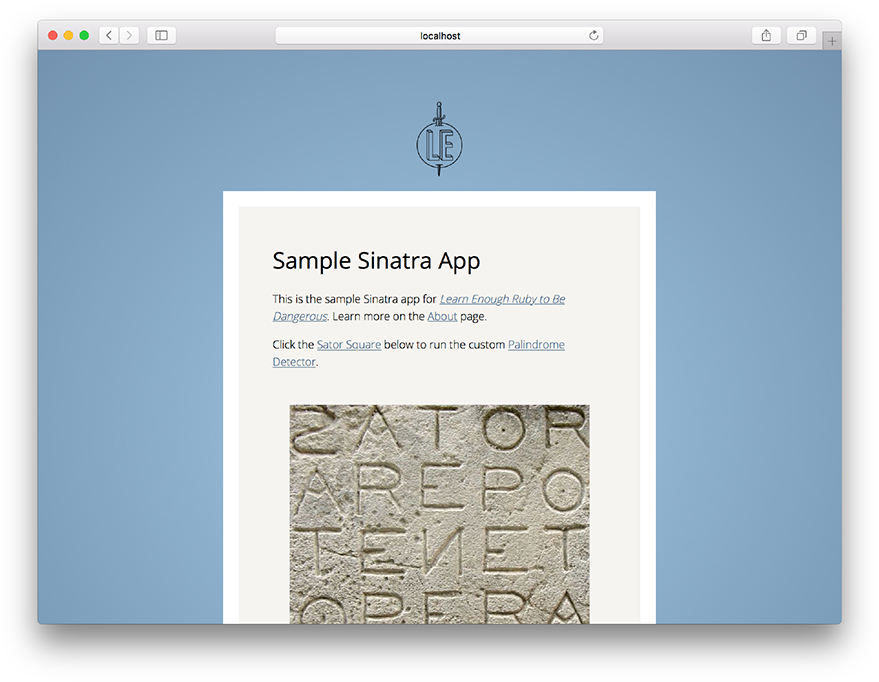 localhost
LE
Sample Sinatra App
This is the sample Sinatra app for Learn Enough Ruby to Be
Dangerous. Learn more on the About page.
Click the Sator Square below to run the custom Palindrome
Detector.
SATOR
AREPO
TENET
OPERA